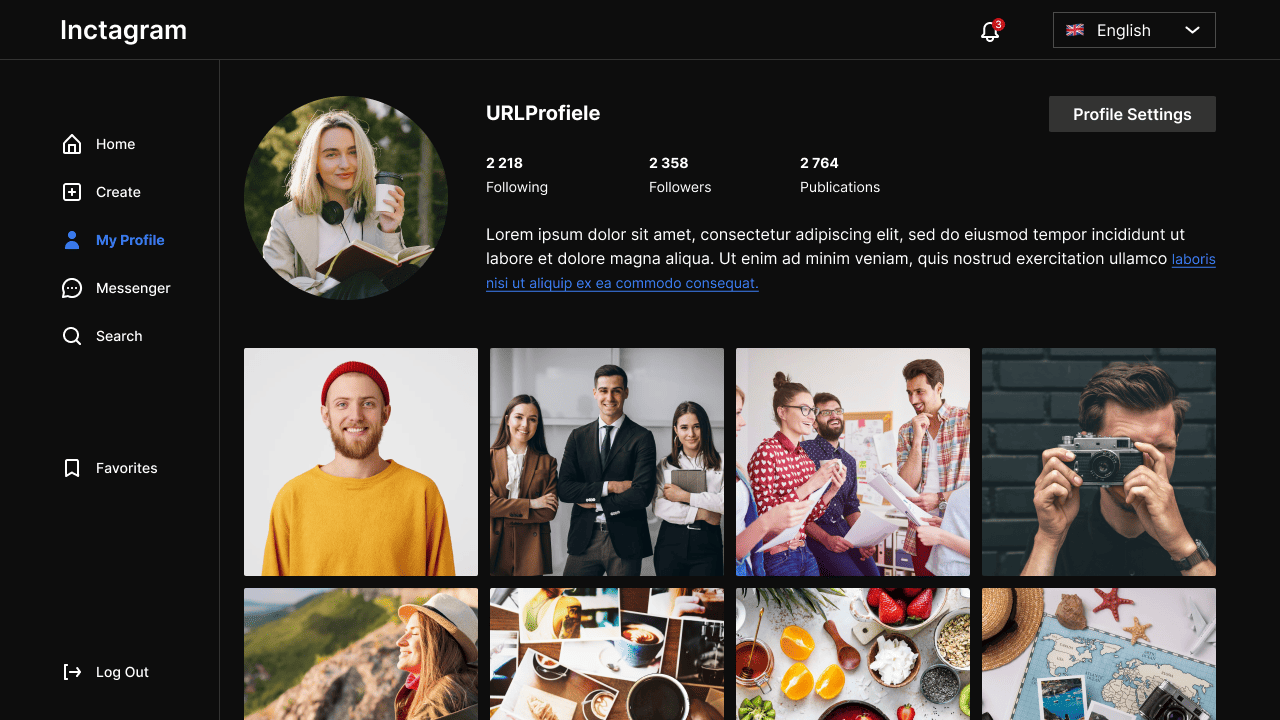 Inctagram
3
English
Home
Create
My Profile
Messenger
Search
Favorites
Log Out
URLProfiele
Profile Settings
2 218
2 358
2 764
Following
Followers
Publications
Lorem ipsum dolor sit amet, consectetur adipiscing elit, sed do eiusmod tempor incididunt ut
labore et dolore magna aliqua. Ut enim ad minim veniam, quis nostrud exercitation ullamco laboris
nisi ut aliquip ex ea commodo consequat.